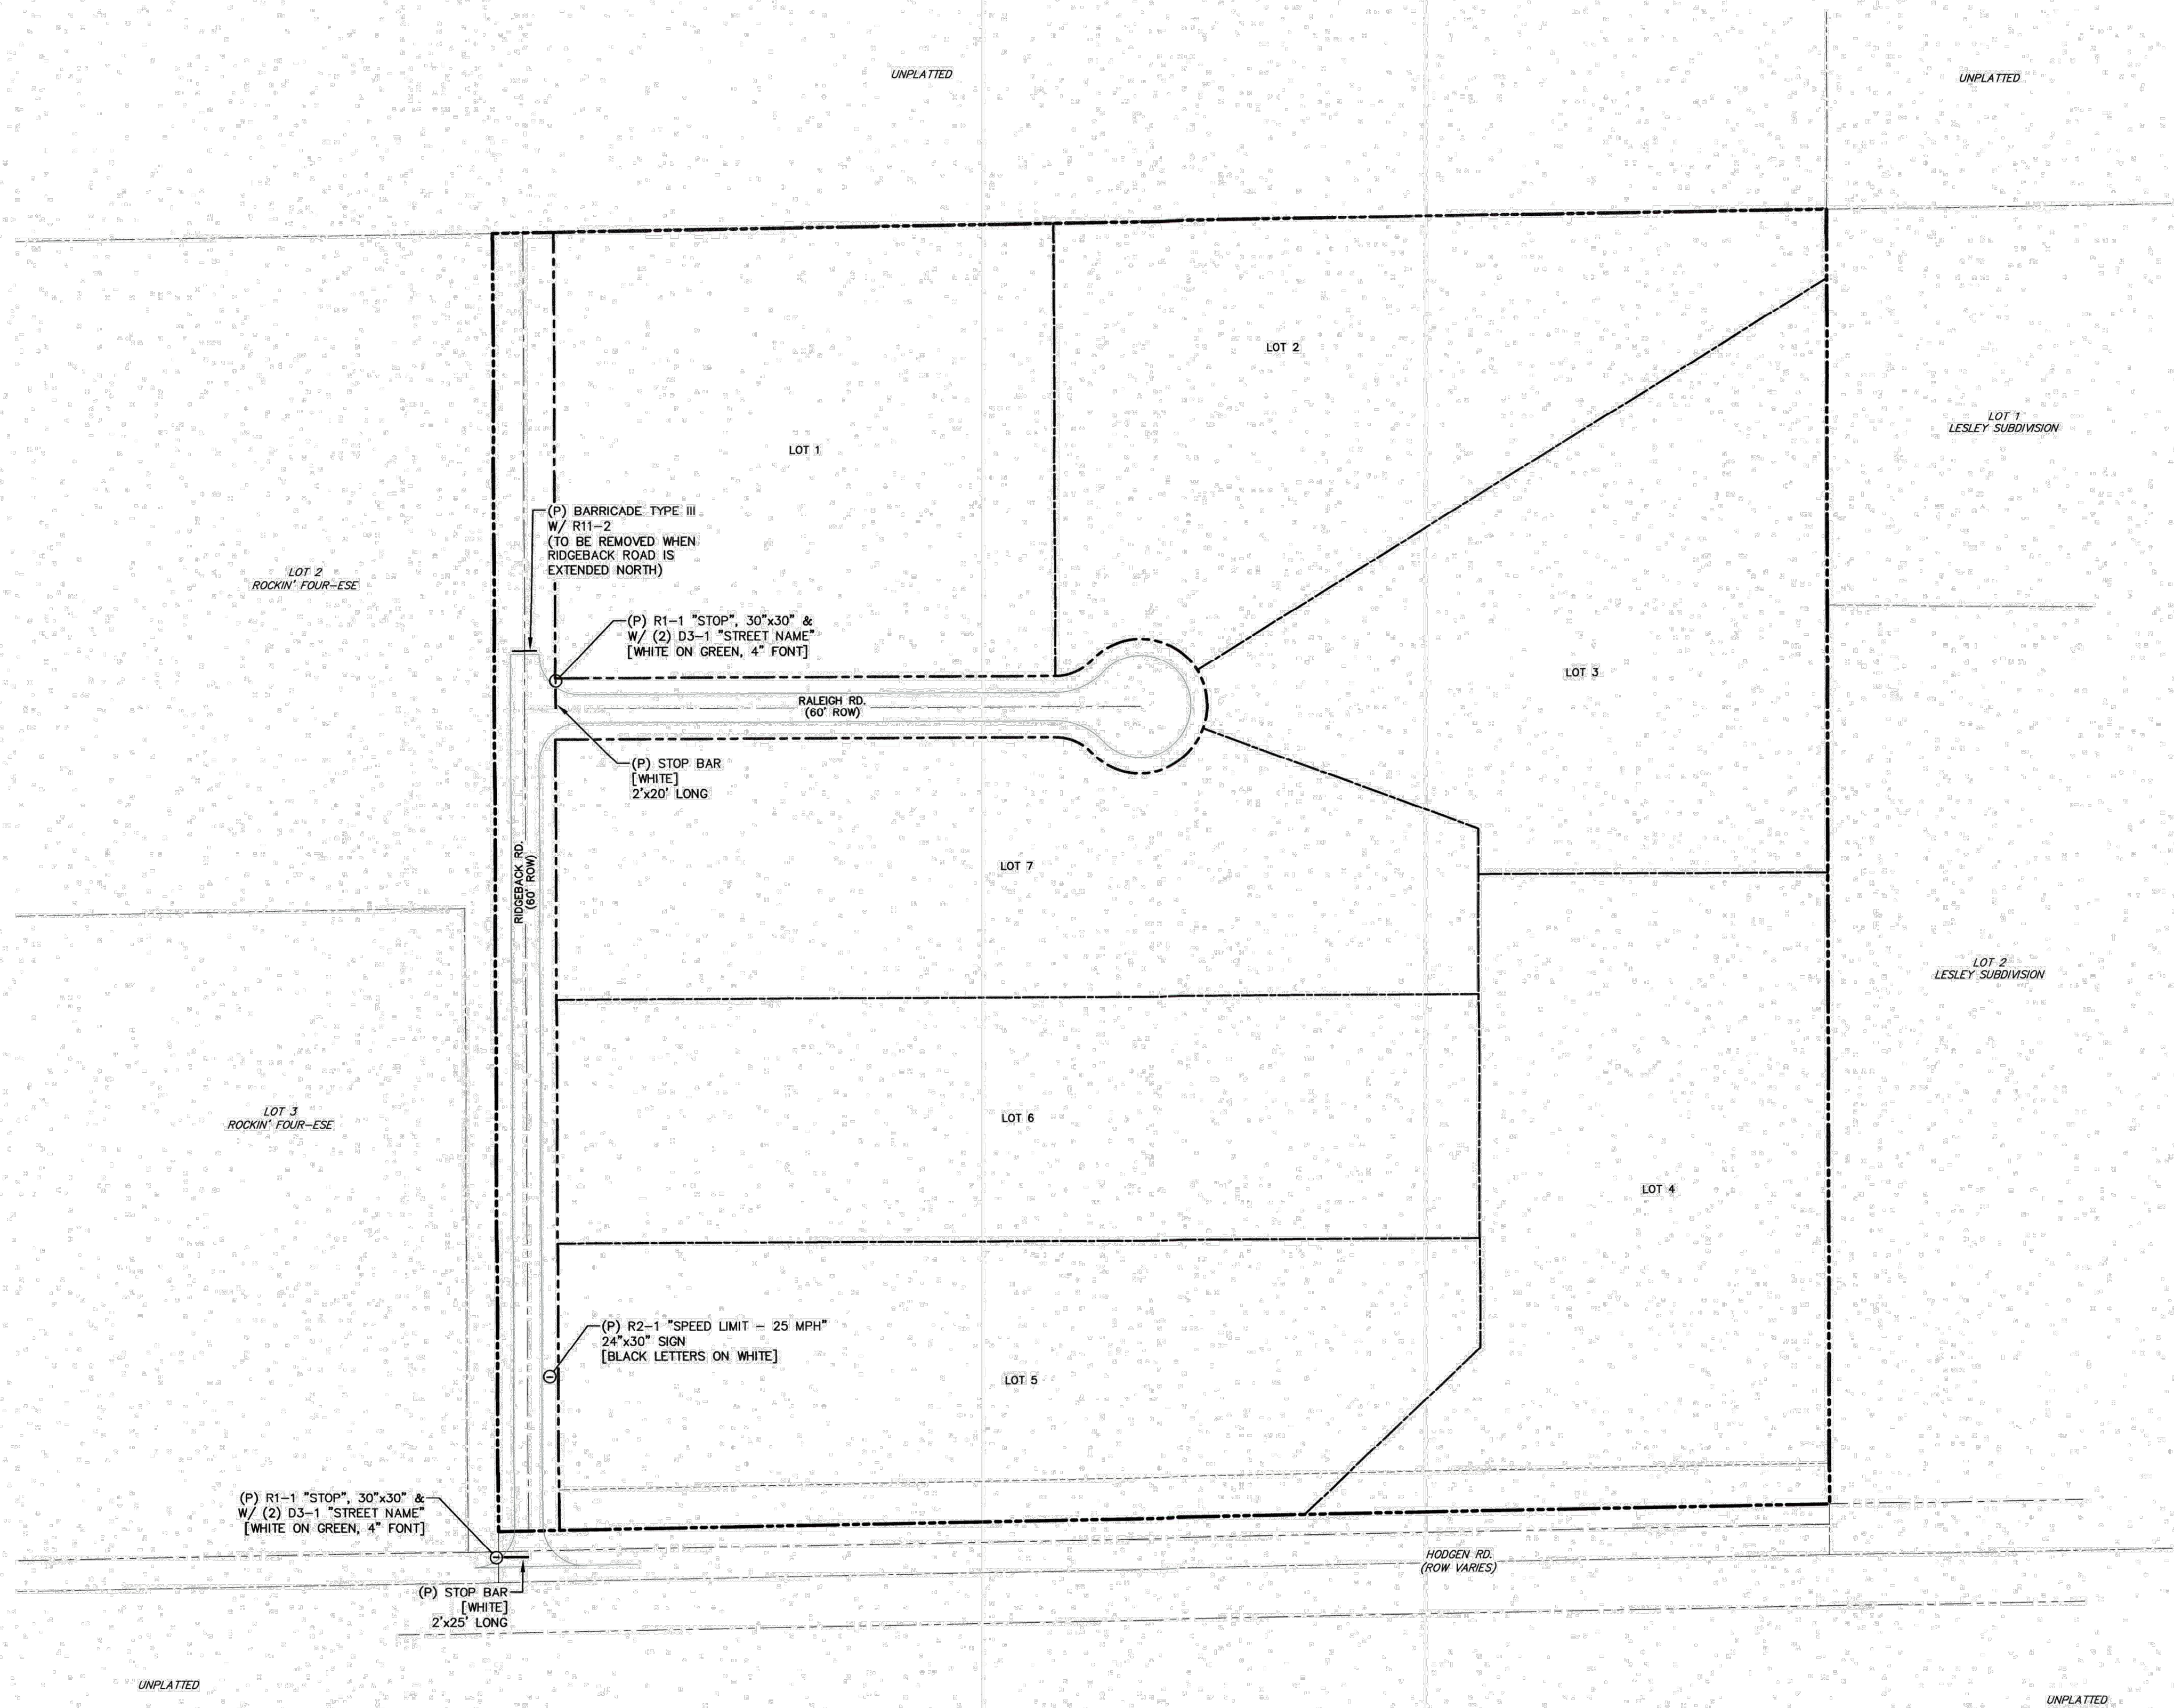 UNPLATTED
UNPLATTED
LOT 2
LOT 1
LESLEY SUBDIVISION
LOT 1
(P) BARRICADE TYPE III
W/ R11-2
(TO BE REMOVED WHEN
RIDGEBACK ROAD IS
EXTENDED NORTH)
LOT 2
ROCKIN' FOUR-ESE
(P) R1-1 "STOP", 30"x30" &
W/ (2) D3-1 "STREET NAME"
[WHITE ON GREEN, 4" FONT]
LOT 3
RALEIGH RD.
(60' ROW)
(P) STOP BAR
[WHITE]
2'x20' LONG
RIDGEBACK RD.
(60' ROW)
LOT 7
LOT 2
LESLEY SUBDIVISION
LOT 3
ROCKIN' FOUR-ESE
LOT 6
LOT 4
(P) R2-1 "SPEED LIMIT - 25 MPH"
24"x30" SIGN
[BLACK LETTERS ON WHITE]
LOT 5
(P) R1-1 "STOP", 30"x30" &
W/ (2) D3-1 "STREET NAME"
[WHITE ON GREEN, 4" FONT]
HODGEN RD.
(ROW VARIES)
(P) STOP BAR
[WHITE]
2'x25' LONG
UNPLATTED
UNPLATTED